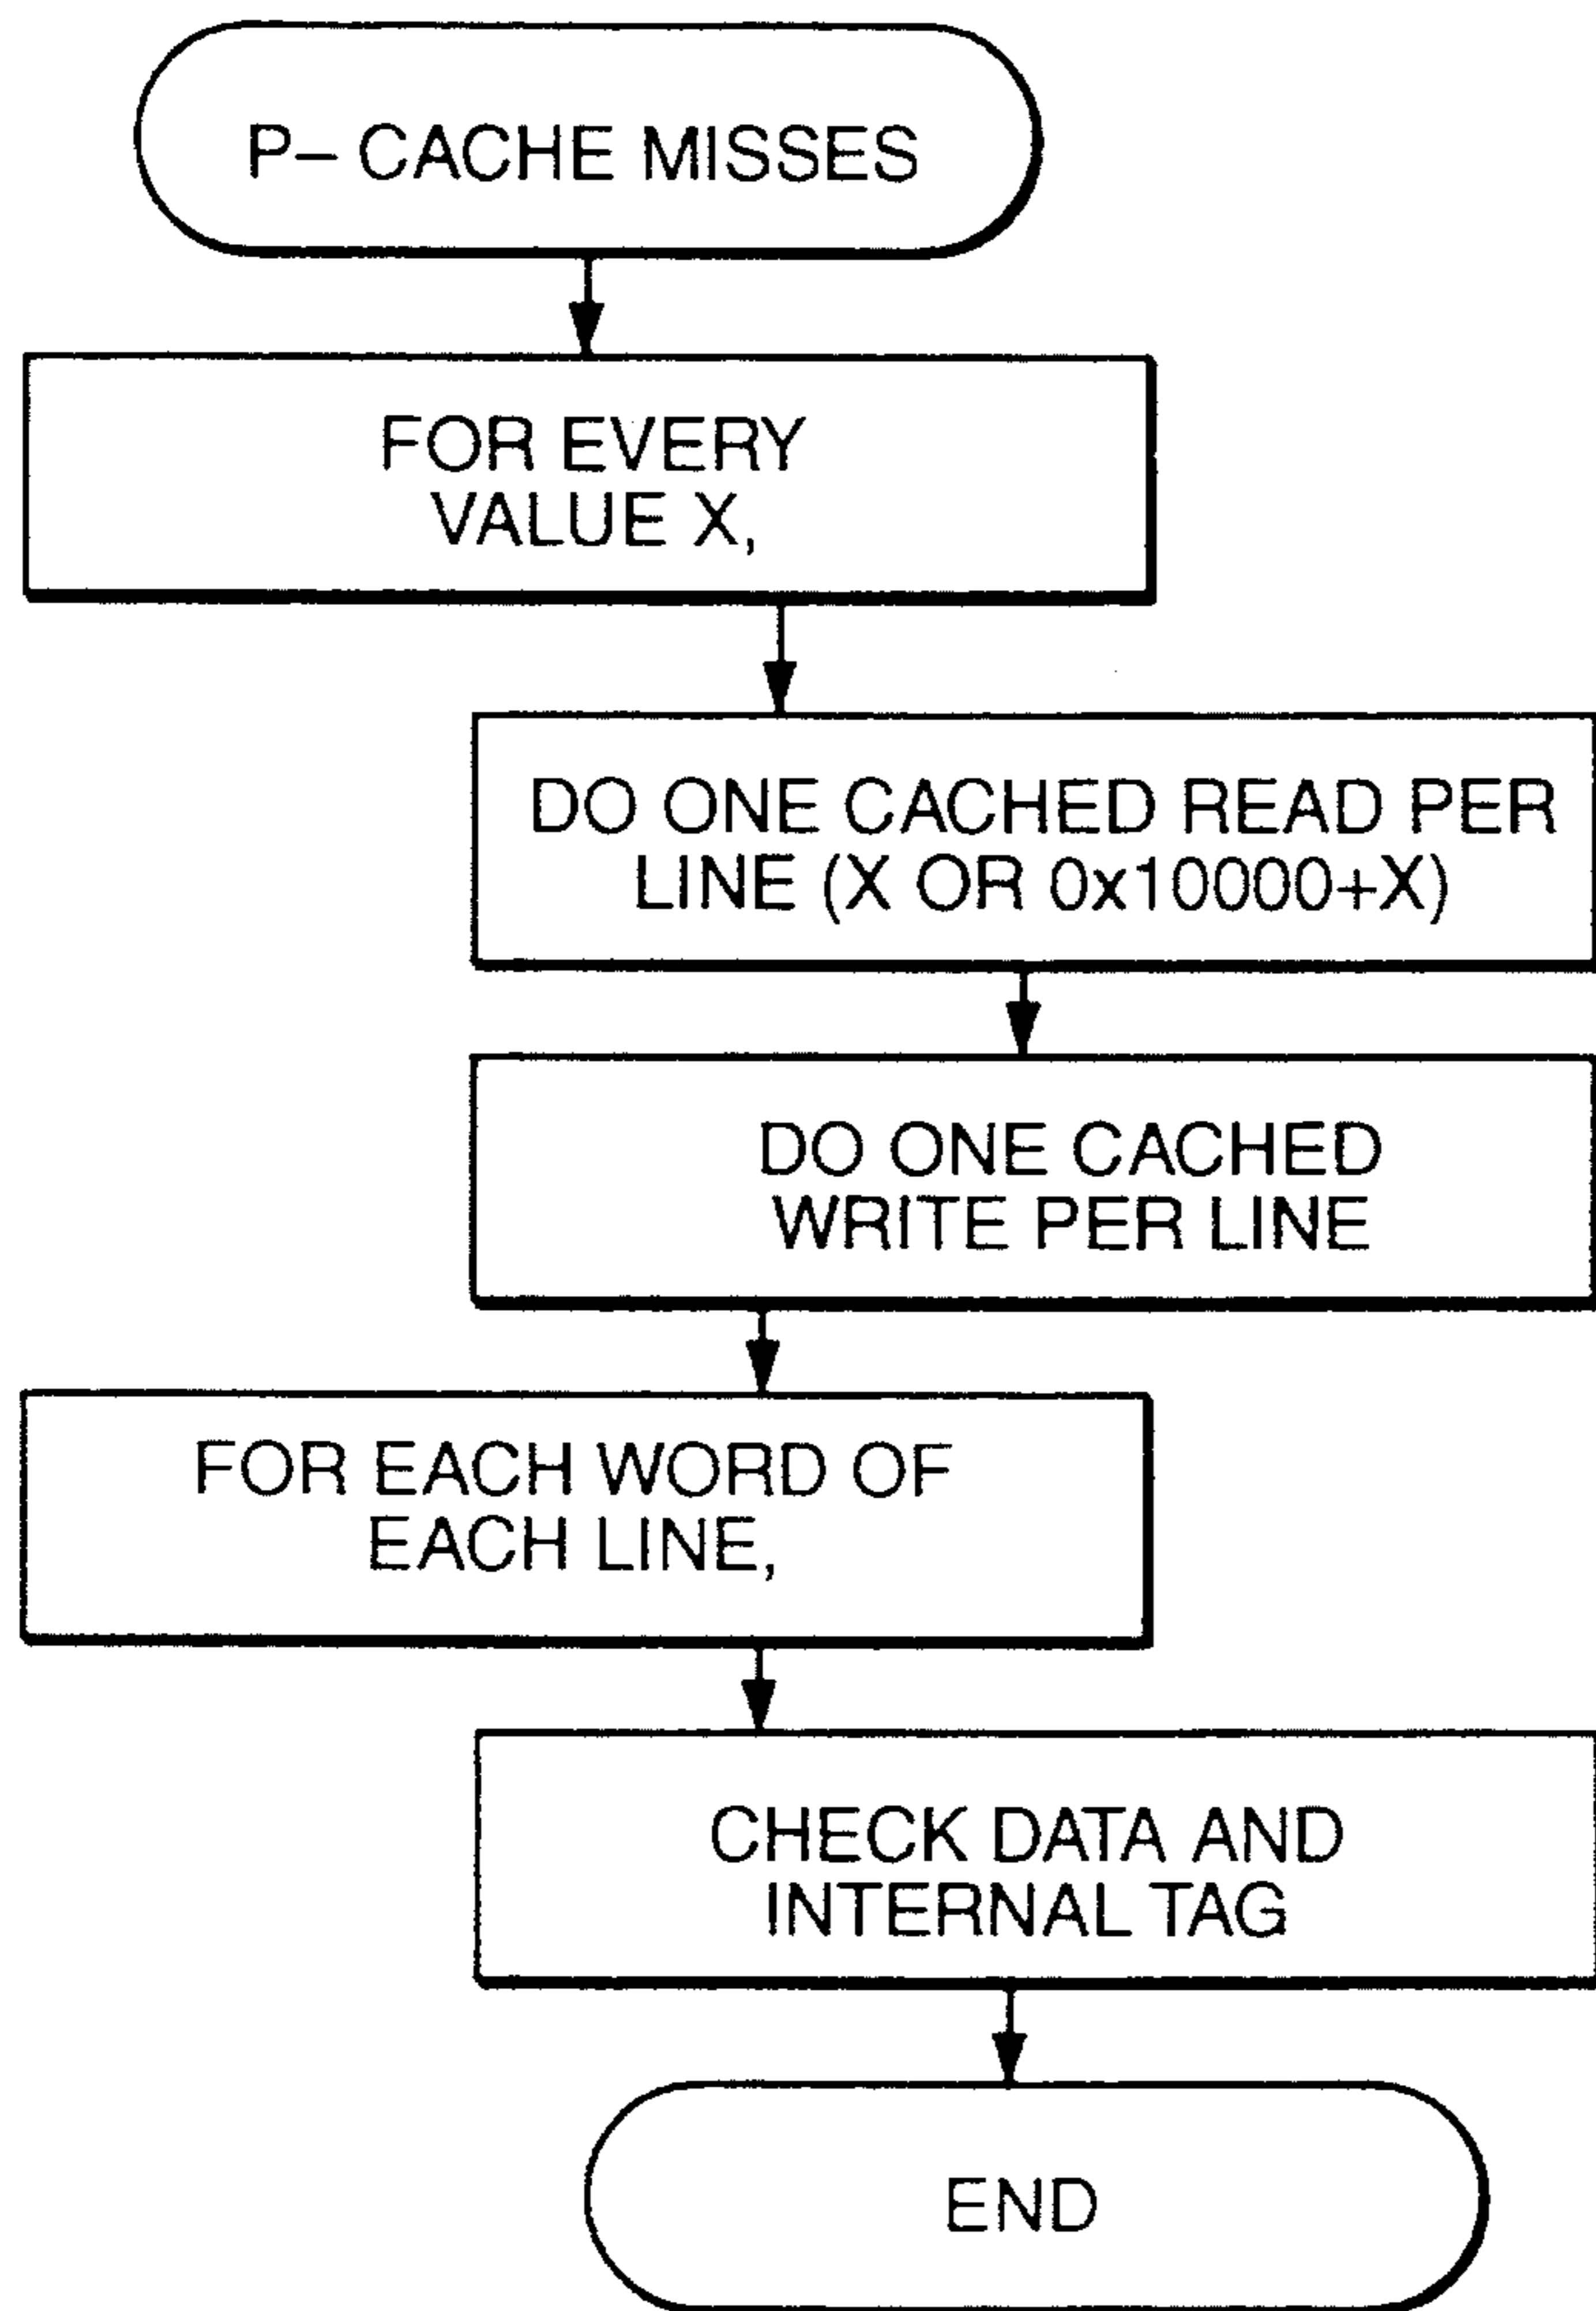 P– CACHE MISSES
FOR EVERY
VALUE X,
DO ONE CACHED READ PER
LINE (X OR 0x10000+X)
DO ONE CACHED
WRITE PER LINE
FOR EACH WORD OF
EACH LINE,
CHECK DATA AND
INTERNAL TAG
END